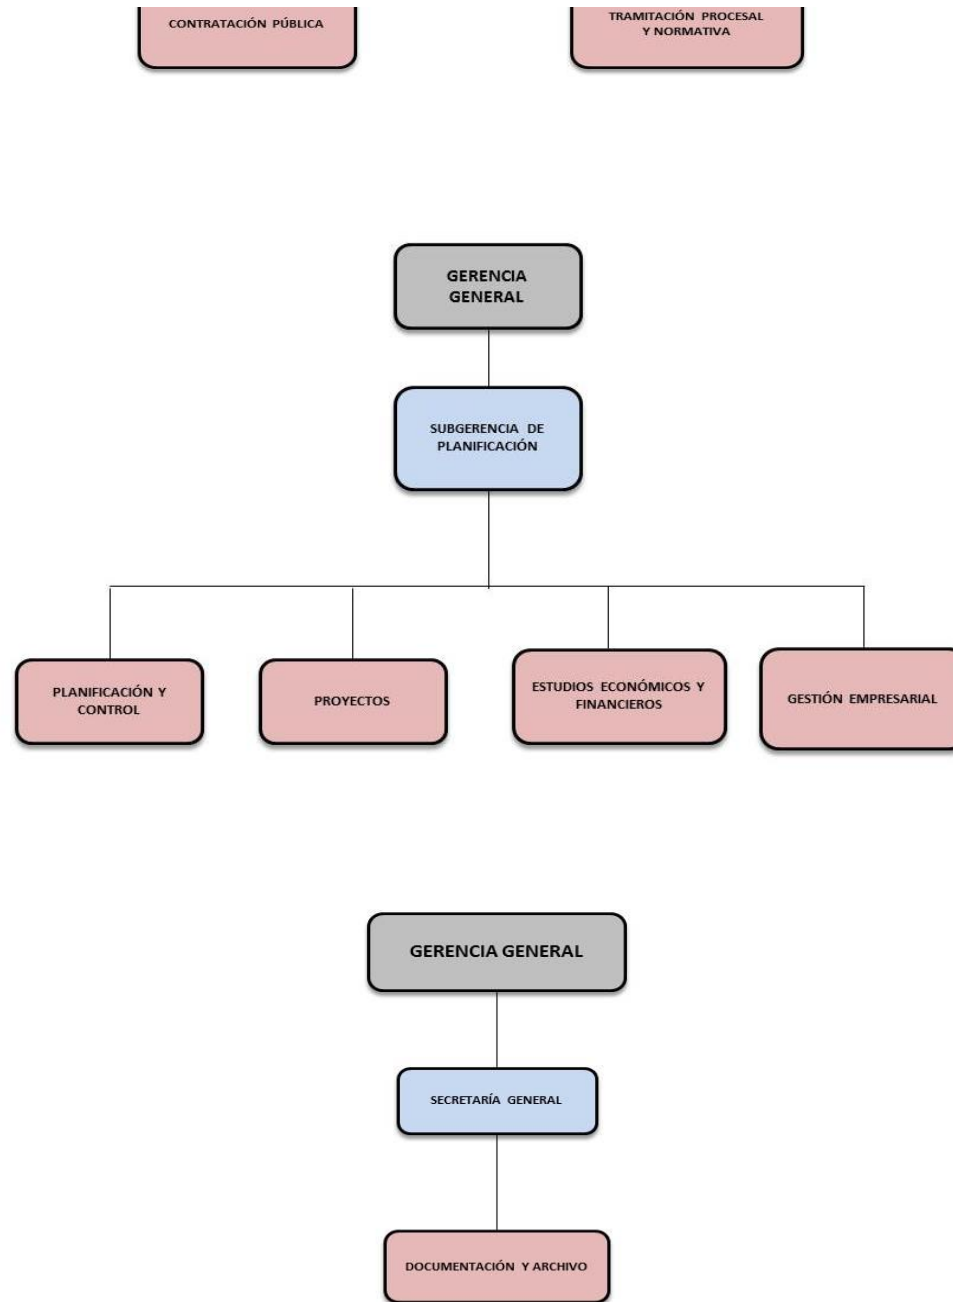 CONTRATACIÓN PÚBLICA
TRAMITACIÓN PROCESAL
Y NORMATIVA
GERENCIA
GENERAL
SUBGERENCIA DE
PLANIFICACIÓN
PLANIFICACIÓN Y
CONTROL
PROYECTOS
ESTUDIOS ECONÓMICOS Y
FINANCIEROS
GESTIÓN EMPRESARIAL
GERENCIA GENERAL
SECRETARÍA GENERAL
DOCUMENTACIÓN Y ARCHIVO